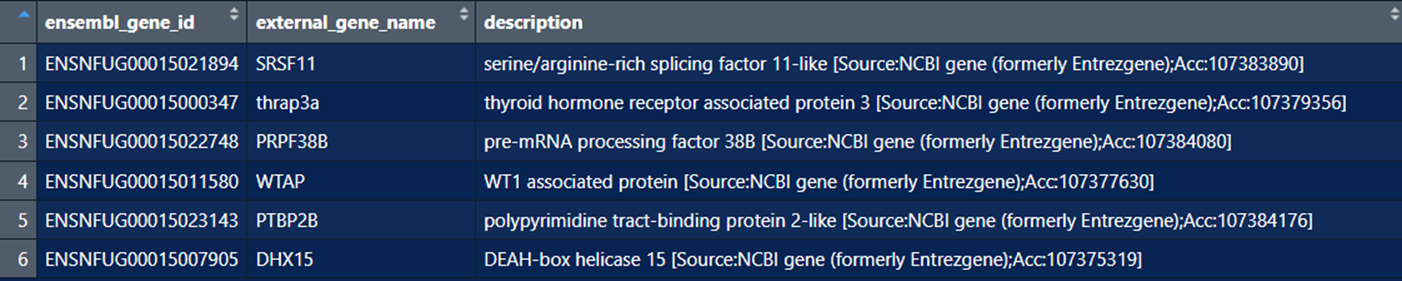 ensembl_gene_id external_gene_name description
1 ENSNFUG00015021894 SRSF11 serine/arginine-rich splicing factor 11-like [Source:NCBI gene (formerly Entrezgene);Acc:107383890]
2 ENSNFUG00015000347 thrap3a thyroid hormone receptor associated protein 3 [Source:NCBI gene (formerly Entrezgene);Acc:107379356]
3 ENSNFUG00015022748 PRPF38B pre-mRNA processing factor 38B [Source:NCBI gene (formerly Entrezgene);Acc:107384080]
4 ENSNFUG00015011580 WTAP WT1 associated protein [Source:NCBI gene (formerly Entrezgene);Acc:107377630]
5 ENSNFUG00015023143 PTBP2B polypyrimidine tract-binding protein 2-like [Source:NCBI gene (formerly Entrezgene);Acc:107384176]
6 ENSNFUG00015007905 DHX15 DEAH-box helicase 15 [Source:NCBI gene (formerly Entrezgene);Acc:107375319]